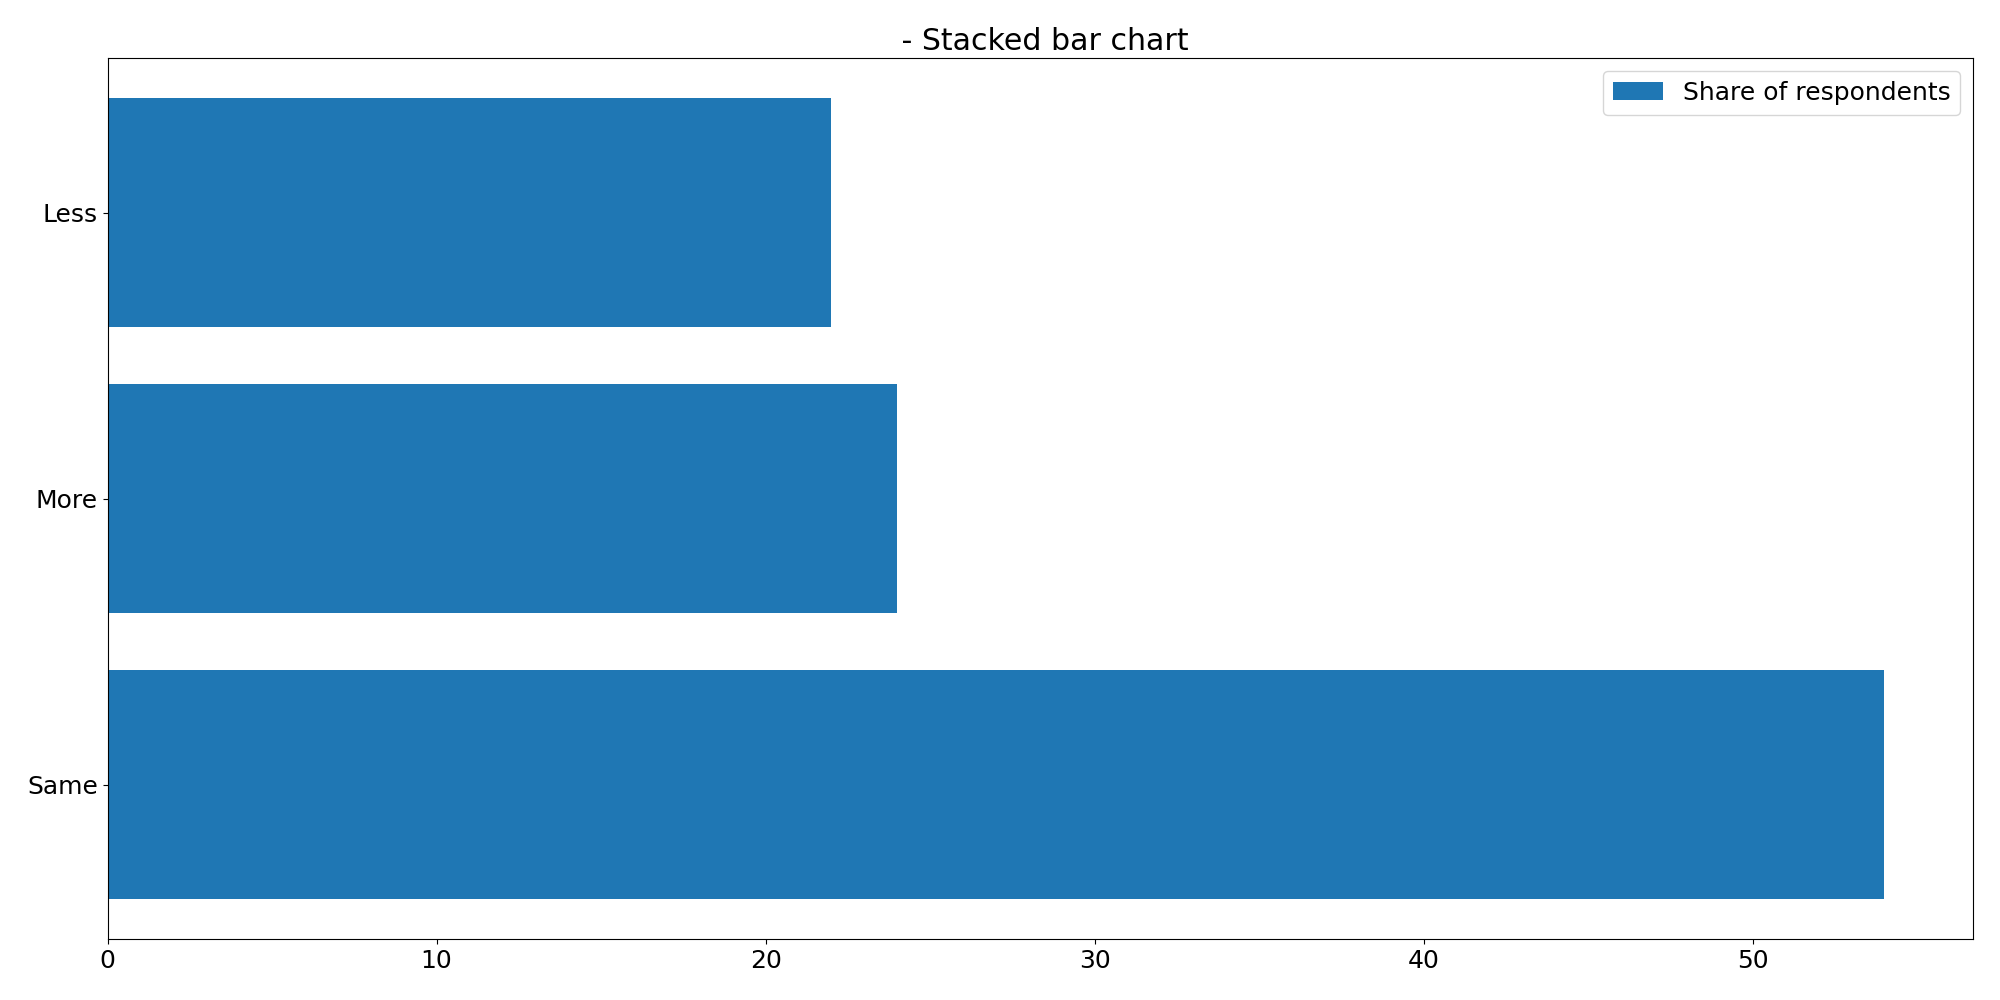 - Stacked bar chart
Share of respondents
Less
More
Same
0 10 20 30 40 50